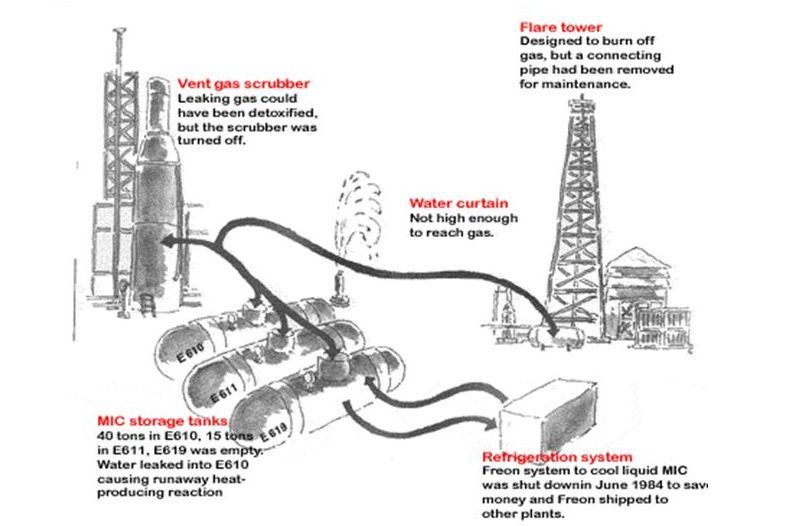 Flare tower
Designed to burn off
gas, but a connecting
pipe had been removed
for maintenance.
Vent gas scrubber
Leaking gas could
have been detoxified,
but the scrubber was
turned off.
Water curtain
Not high enough
to reach gas.
E610
E611
E619
MIC storage tanks
40 tons in E610, 15 tons
in E611, E619 was empty.
Water leaked into E610
causing runaway heat-
producing reaction
Refrigeration system
Freon system to cool liquid MIC
was shut downin June 1984 to save
money and Freon shipped to
other plants.